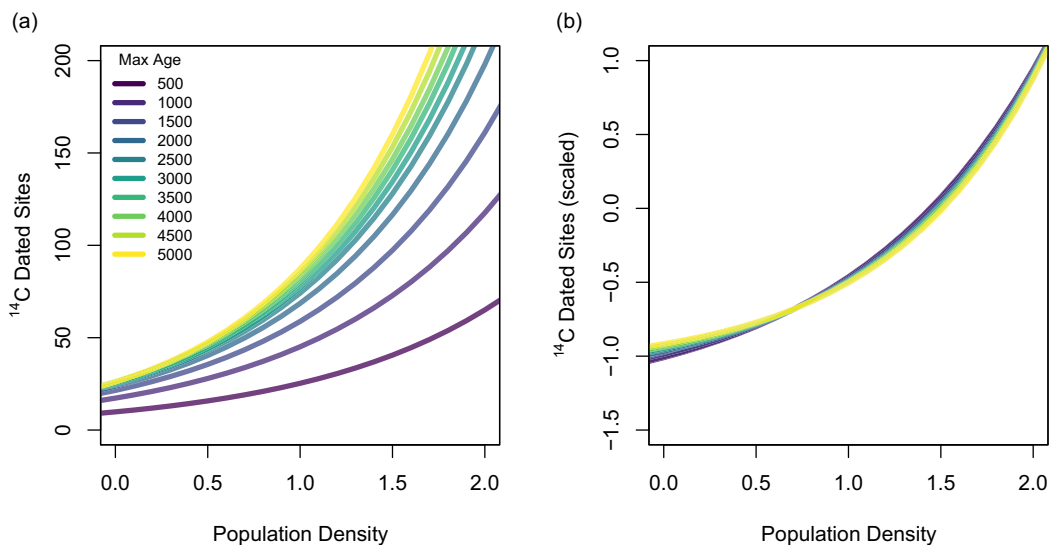 (a)
Max Age
500
1000
1500
2000
2500
3000
3500
4000
4500
5000
200
150
100
50
0
¹⁴C Dated Sites
0.0 0.5 1.0 1.5 2.0
Population Density
(b)
1.0
0.5
0.0
−0.5
−1.0
−1.5
¹⁴C Dated Sites (scaled)
0.0 0.5 1.0 1.5 2.0
Population Density